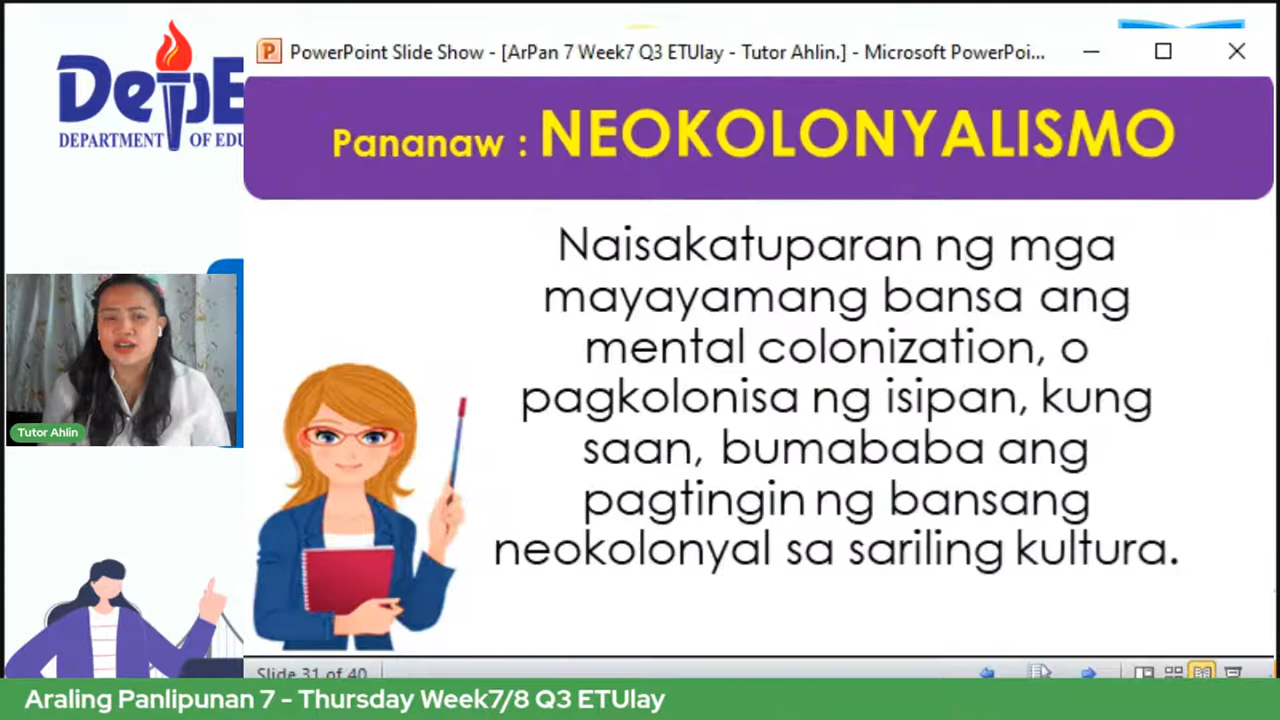 PowerPoint Slide Show - [ArPan 7 Week7 Q3 ETUlay - Tutor Ahlin.] - Microsoft PowerPoi...
DepE
DEPARTMENT OF EDU
Pananaw : NEOKOLONYALISMO
Naisakatuparan ng mga
mayayamang bansa ang
mental colonization, o
pagkolonisa ng isipan, kung
saan, bumababa ang
pagtingin ng bansang
neokolonyal sa sariling kultura.
Tutor Ahlin
Slide 31 of 40
Araling Panlipunan 7 - Thursday Week7/8 Q3 ETUlay